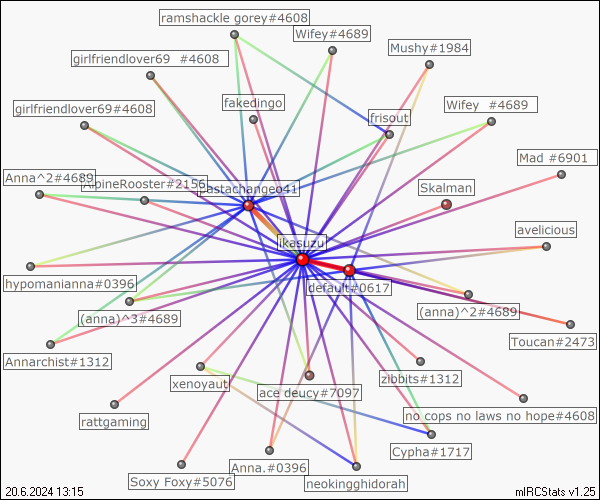 ramshackle gorey#4608
Wifey#4689
Mushy#1984
girlfriendlover69 #4608
fakedingo
girlfriendlover69#4608
frisout
Wifey #4689
Mad #6901
Anna^2#4689
AlpineRooster#2156
pastachangeo41
Skalman
ikasuzu
avelicious
hypomanianna#0396
default#0617
(anna)^3#4689
(anna)^2#4689
Toucan#2473
Annarchist#1312
xenoyaut
ace deucy#7097
zibbits#1312
rattgaming
no cops no laws no hope#4608
Cypha#1717
Soxy Foxy#5076
Anna.#0396
neokingghidorah
20.6.2024 13:15
mIRCStats v1.25